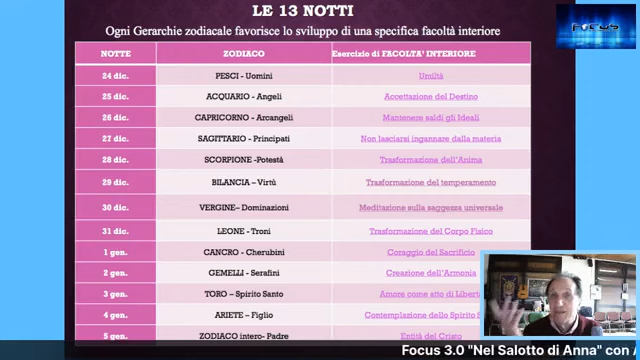 LE 13 NOTTI
Ogni Gerarchie zodiacale favorisce lo sviluppo di una specifica facoltà interiore
FOCUS
NOTTE ZODIACO Esercizio di FACOLTA' INTERIORE
24 dic. PESCI - Uomini Umiltà
25 dic. ACQUARIO - Angeli Accettazione del Destino
26 dic. CAPRICORNO - Arcangeli Mantenere saldi gli Ideali
27 dic. SAGITTARIO - Principati Non lasciarsi ingannare dalla materia
28 dic. SCORPIONE -Potestà Trasformazione dell'Anima
29 dic. BILANCIA – Virtù Trasformazione del temperamento
30 dic. VERGINE– Dominazioni Meditazione sulla saggezza universale
31 dic. LEONE - Troni Trasformazione del Corpo Fisico
1 gen. CANCRO - Cherubini Coraggio del Sacrificio
2 gen. GEMELLI - Serafini Creazione dell'Armonia
3 gen. TORO – Spirito Santo Amore come atto di Libert
4 gen. ARIETE - Figlio Contemplazione dello Spirito S
5 gen. ZODIACO intero- Padre Entità del Cristo
Focus 3.0 "Nel Salotto di Anna" con